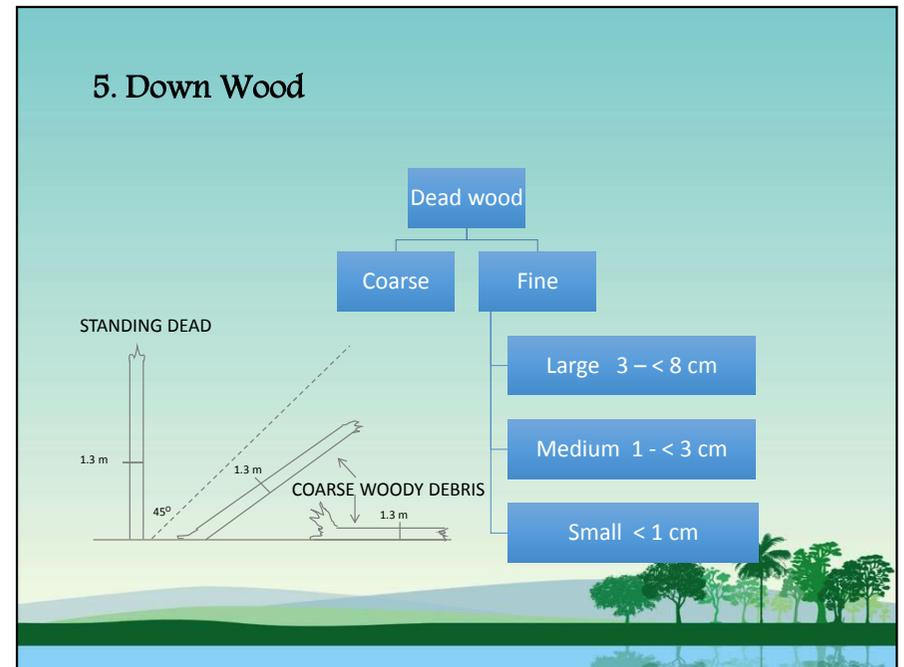 5. Down Wood
Dead wood
Coarse
Fine
Large 3 – < 8 cm
Medium 1 - < 3 cm
Small < 1 cm
STANDING DEAD
1.3 m
45⁰
1.3 m
COARSE WOODY DEBRIS
1.3 m